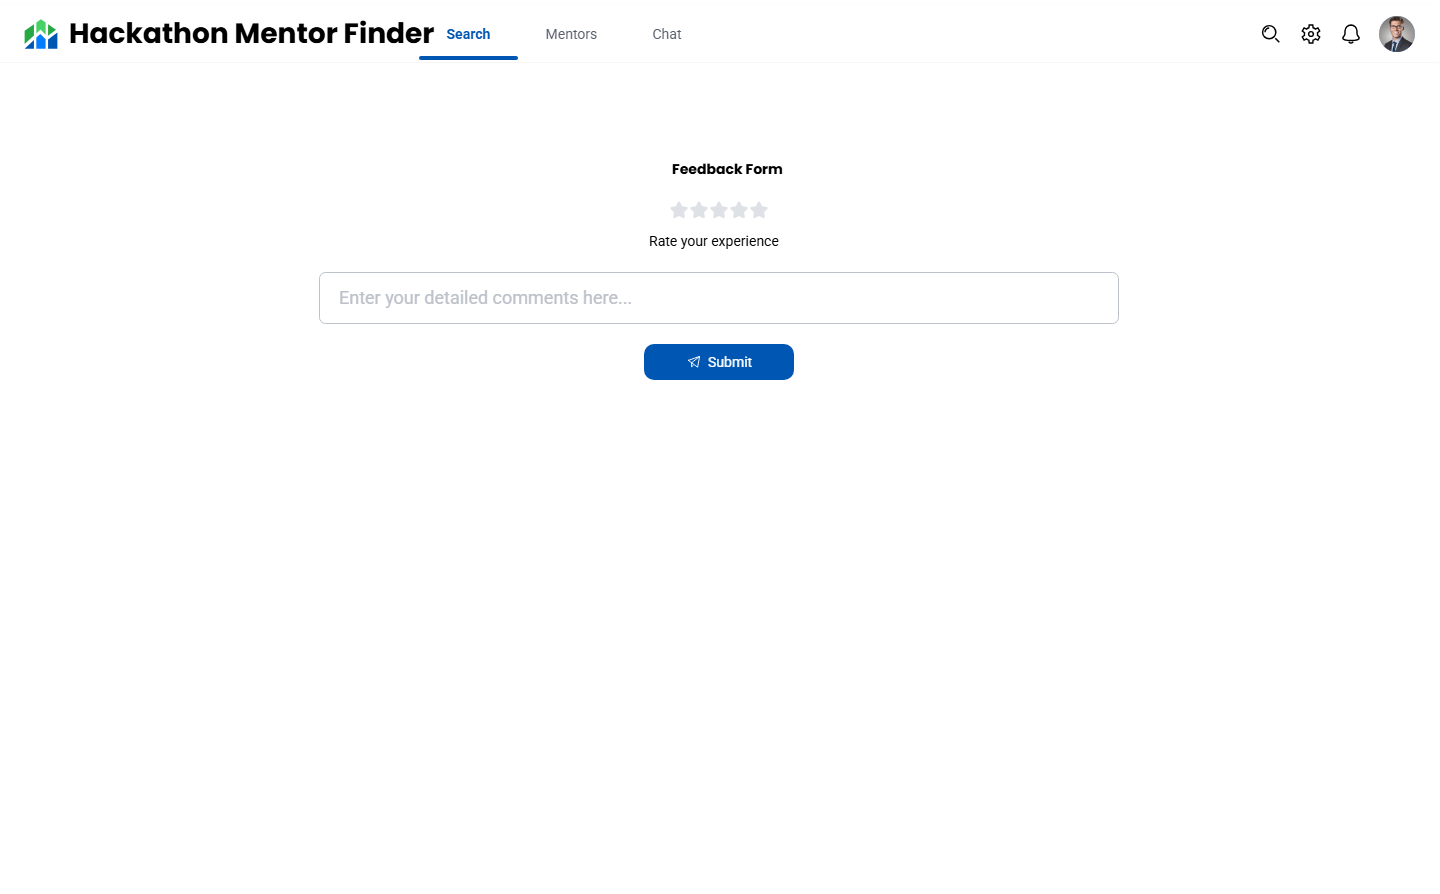 Hackathon Mentor Finder Search Mentors Chat
Feedback Form
Rate your experience
Enter your detailed comments here...
Submit